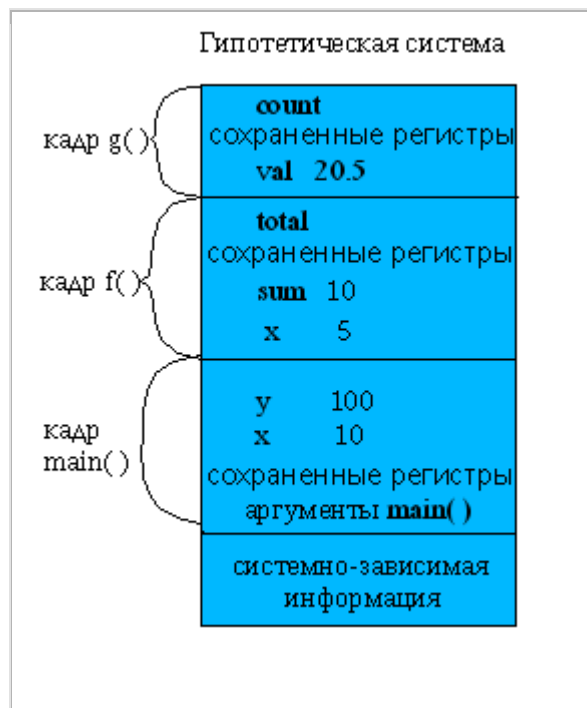 Гипотетическая система
кадр g()
count
сохраненные регистры
val 20.5
кадр f()
total
сохраненные регистры
sum 10
x 5
кадр
main()
y 100
x 10
сохраненные регистры
аргументы main( )
системно-зависимая
информация